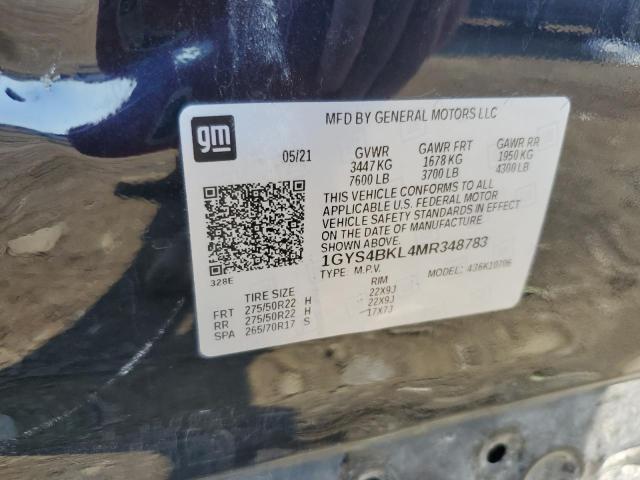 gm
MFD BY GENERAL MOTORS LLC
05/21 GVWR GAWR FRT GAWR RR
3447 KG 1678 KG 1950 KG
7600 LB 3700 LB 4300 LB
THIS VEHICLE CONFORMS TO ALL
APPLICABLE U.S. FEDERAL MOTOR
VEHICLE SAFETY STANDARDS IN EFFECT
ON THE DATE OF MANUFACTURE
SHOWN ABOVE.
1GYS4BKL4MR348783
TYPE: M.P.V. MODEL: 436K10706
328E
TIRE SIZE RIM
FRT 275/50R22 H 22X9J
RR 275/50R22 H 22X9J
SPA 265/70R17 S 17X7J